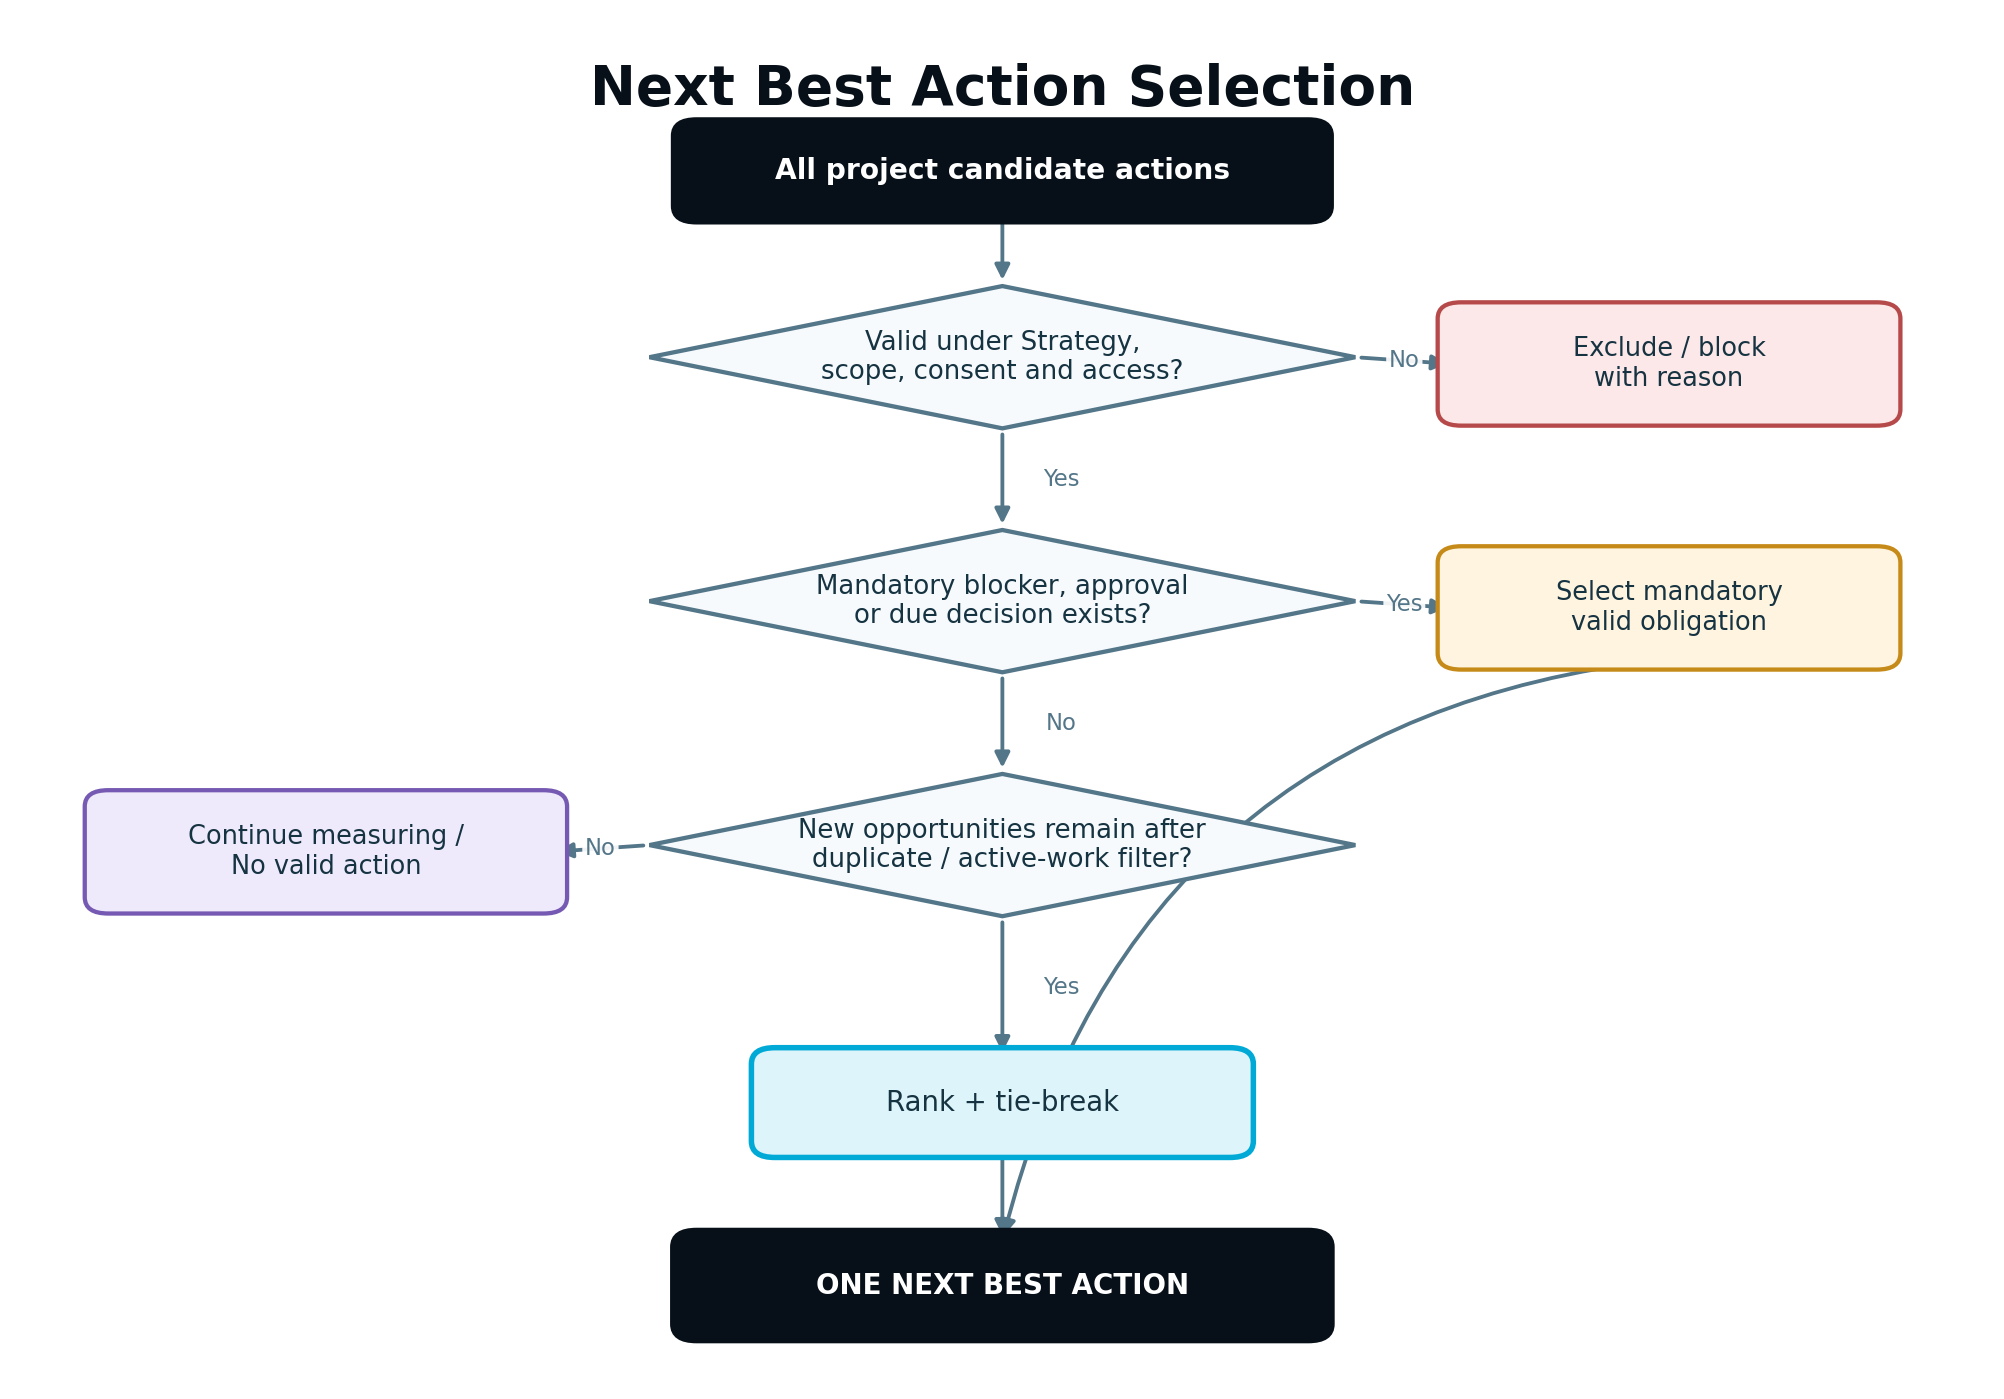 Next Best Action Selection
All project candidate actions
Valid under Strategy,
scope, consent and access?
No
Exclude / block
with reason
Yes
Mandatory blocker, approval
or due decision exists?
Yes
Select mandatory
valid obligation
No
New opportunities remain after
duplicate / active-work filter?
No
Continue measuring /
No valid action
Yes
Rank + tie-break
ONE NEXT BEST ACTION